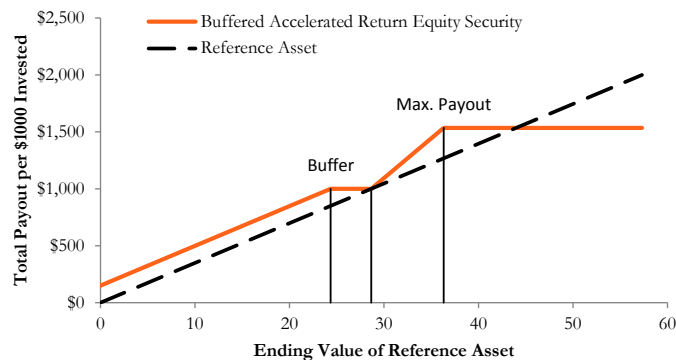 $2,500
Buffered Accelerated Return Equity Security
Reference Asset
$2,000
Max. Payout
$1,500
Buffer
$1,000
$500
$0
Total Payout per $1000 Invested
0 10 20 30 40 50 60
Ending Value of Reference Asset